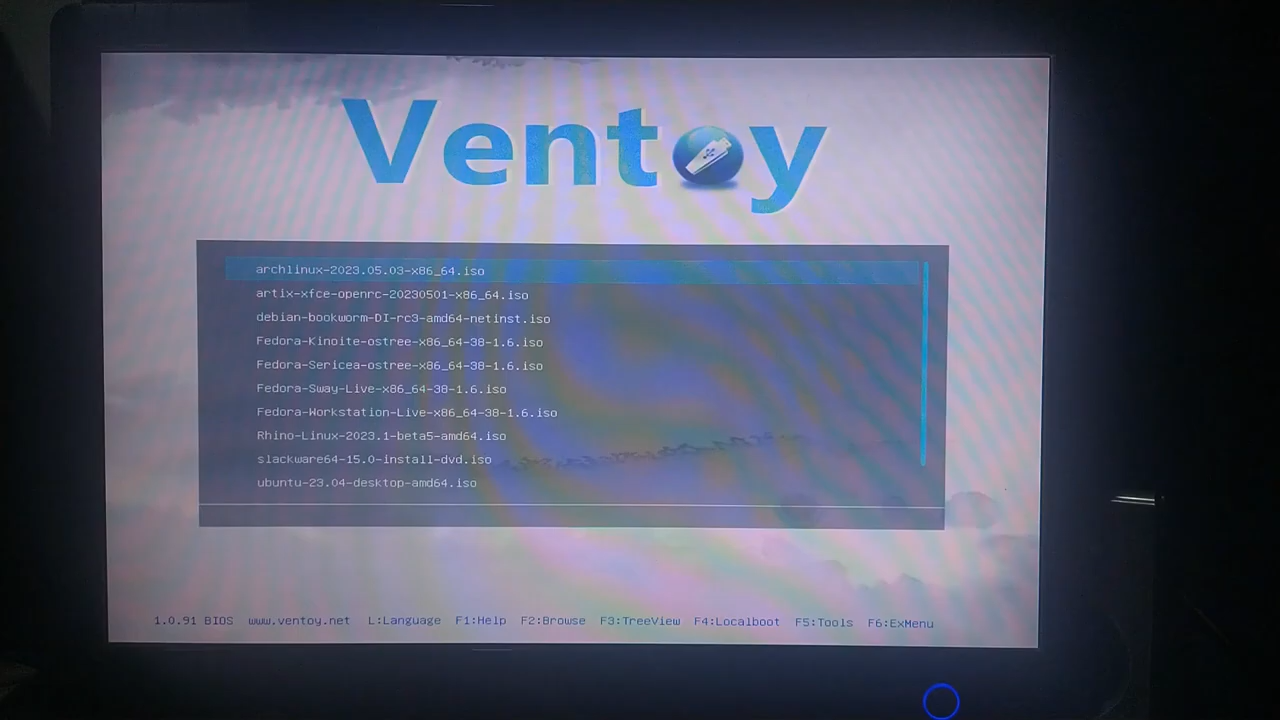 Ventoy
archlinux-2023.05.03-x86_64.iso
artix-xfce-openrc-20230501-x86_64.iso
debian-bookworm-DI-rc3-amd64-netinst.iso
Fedora-Kinoite-ostree-x86_64-38-1.6.iso
Fedora-Sericea-ostree-x86_64-38-1.6.iso
Fedora-Sway-Live-x86_64-38-1.6.iso
Fedora-Workstation-Live-x86_64-38-1.6.iso
Rhino-Linux-2023.1-beta5-amd64.iso
slackware64-15.0-install-dvd.iso
ubuntu-23.04-desktop-amd64.iso
1.0.91 BIOS www.ventoy.net L:Language F1:Help F2:Browse F3:TreeView F4:Localboot F5:Tools F6:ExMenu